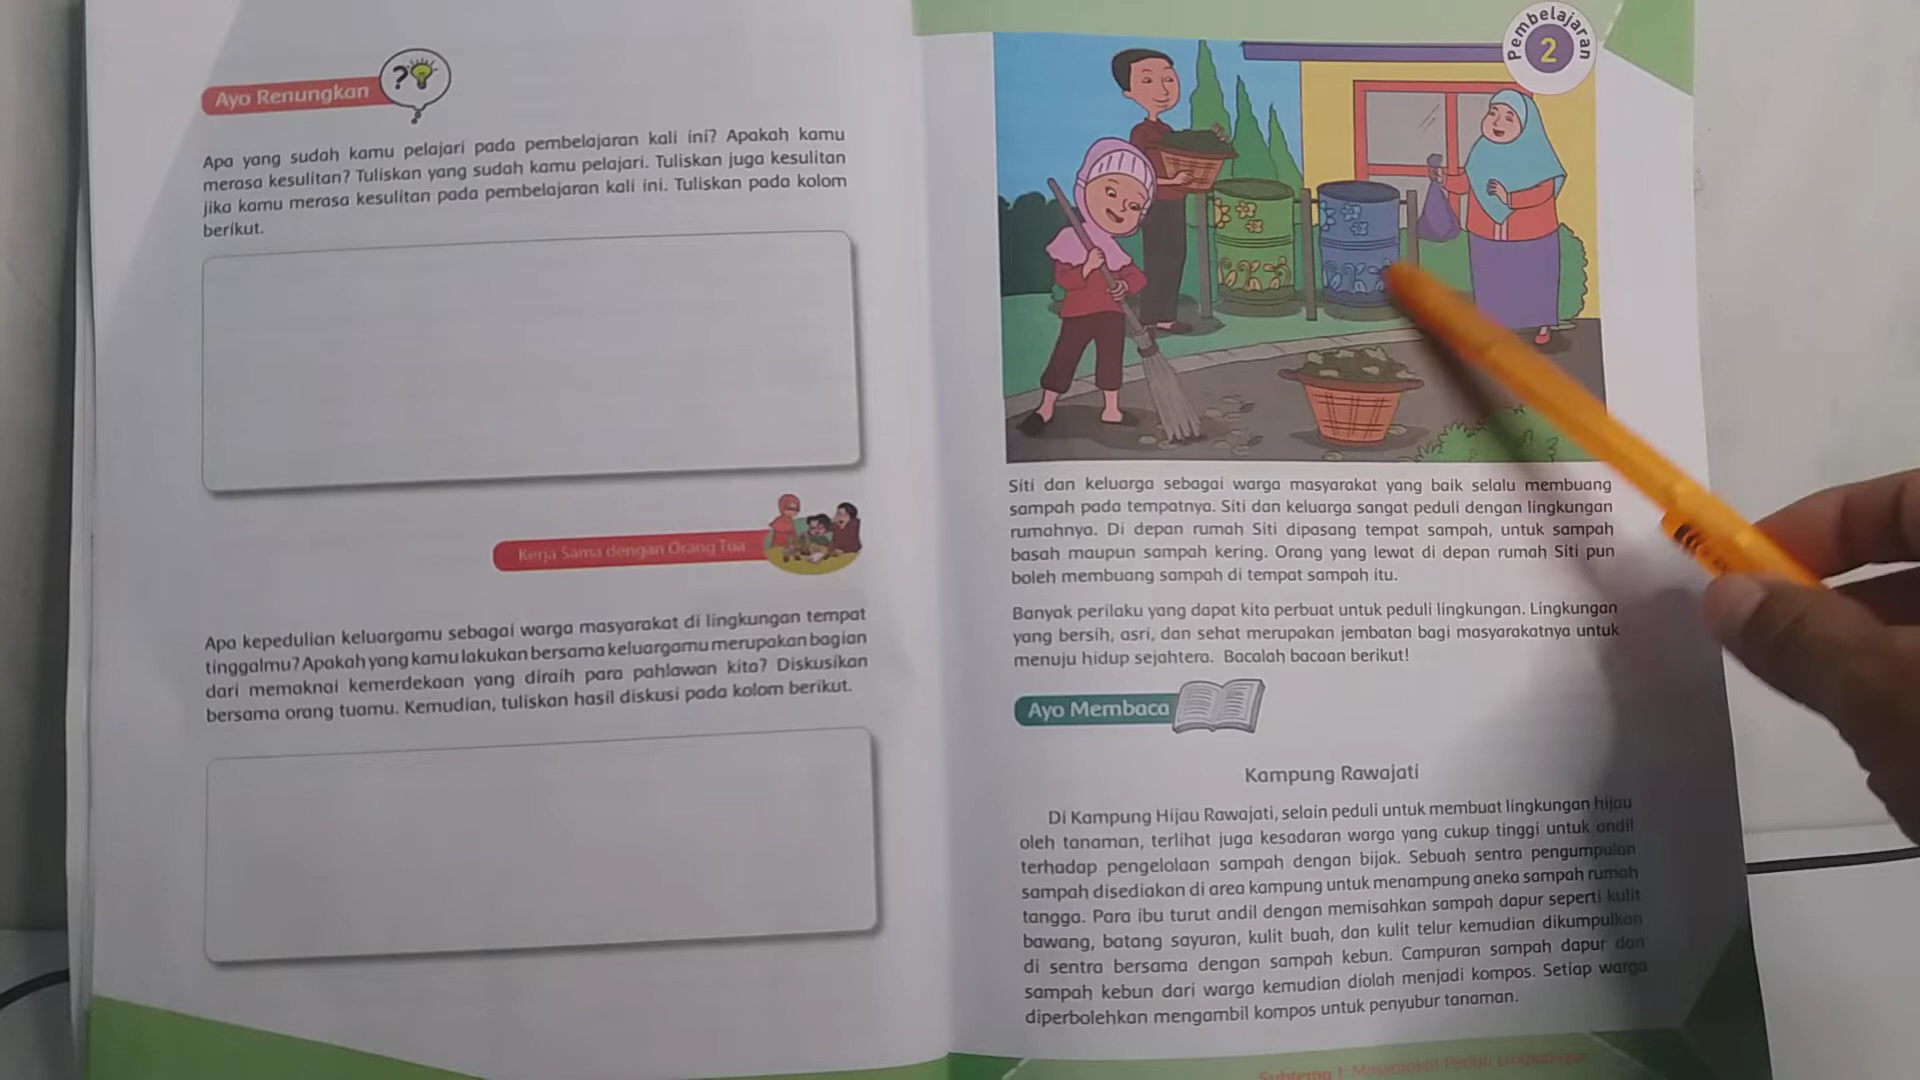 Ayo Renungkan
Apa yang sudah kamu pelajari pada pembelajaran kali ini? Apakah kamu
merasa kesulitan? Tuliskan yang sudah kamu pelajari. Tuliskan juga kesulitan
jika kamu merasa kesulitan pada pembelajaran kali ini. Tuliskan pada kolom
berikut.
Kerja Sama dengan Orang Tua
Apa kepedulian keluargamu sebagai warga masyarakat di lingkungan tempat
tinggalmu? Apakah yang kamu lakukan bersama keluargamu merupakan bagian
dari memaknai kemerdekaan yang diraih para pahlawan kita? Diskusikan
bersama orang tuamu. Kemudian, tuliskan hasil diskusi pada kolom berikut.
Pembelajaran
2
Siti dan keluarga sebagai warga masyarakat yang baik selalu membuang
sampah pada tempatnya. Siti dan keluarga sangat peduli dengan lingkungan
rumahnya. Di depan rumah Siti dipasang tempat sampah, untuk sampah
basah maupun sampah kering. Orang yang lewat di depan rumah Siti pun
boleh membuang sampah di tempat sampah itu.
Banyak perilaku yang dapat kita perbuat untuk peduli lingkungan. Lingkungan
yang bersih, asri, dan sehat merupakan jembatan bagi masyarakatnya untuk
menuju hidup sejahtera. Bacalah bacaan berikut!
Ayo Membaca
Kampung Rawajati
Di Kampung Hijau Rawajati, selain peduli untuk membuat lingkungan hijau
oleh tanaman, terlihat juga kesadaran warga yang cukup tinggi untuk andil
terhadap pengelolaan sampah dengan bijak. Sebuah sentra pengumpulan
sampah disediakan di area kampung untuk menampung aneka sampah rumah
tangga. Para ibu turut andil dengan memisahkan sampah dapur seperti kulit
bawang, batang sayuran, kulit buah, dan kulit telur kemudian dikumpulkan
di sentra bersama dengan sampah kebun. Campuran sampah dapur dan
sampah kebun dari warga kemudian diolah menjadi kompos. Setiap warga
diperbolehkan mengambil kompos untuk penyubur tanaman.
Subtema 1: Masyarakat Peduli Lingkungan